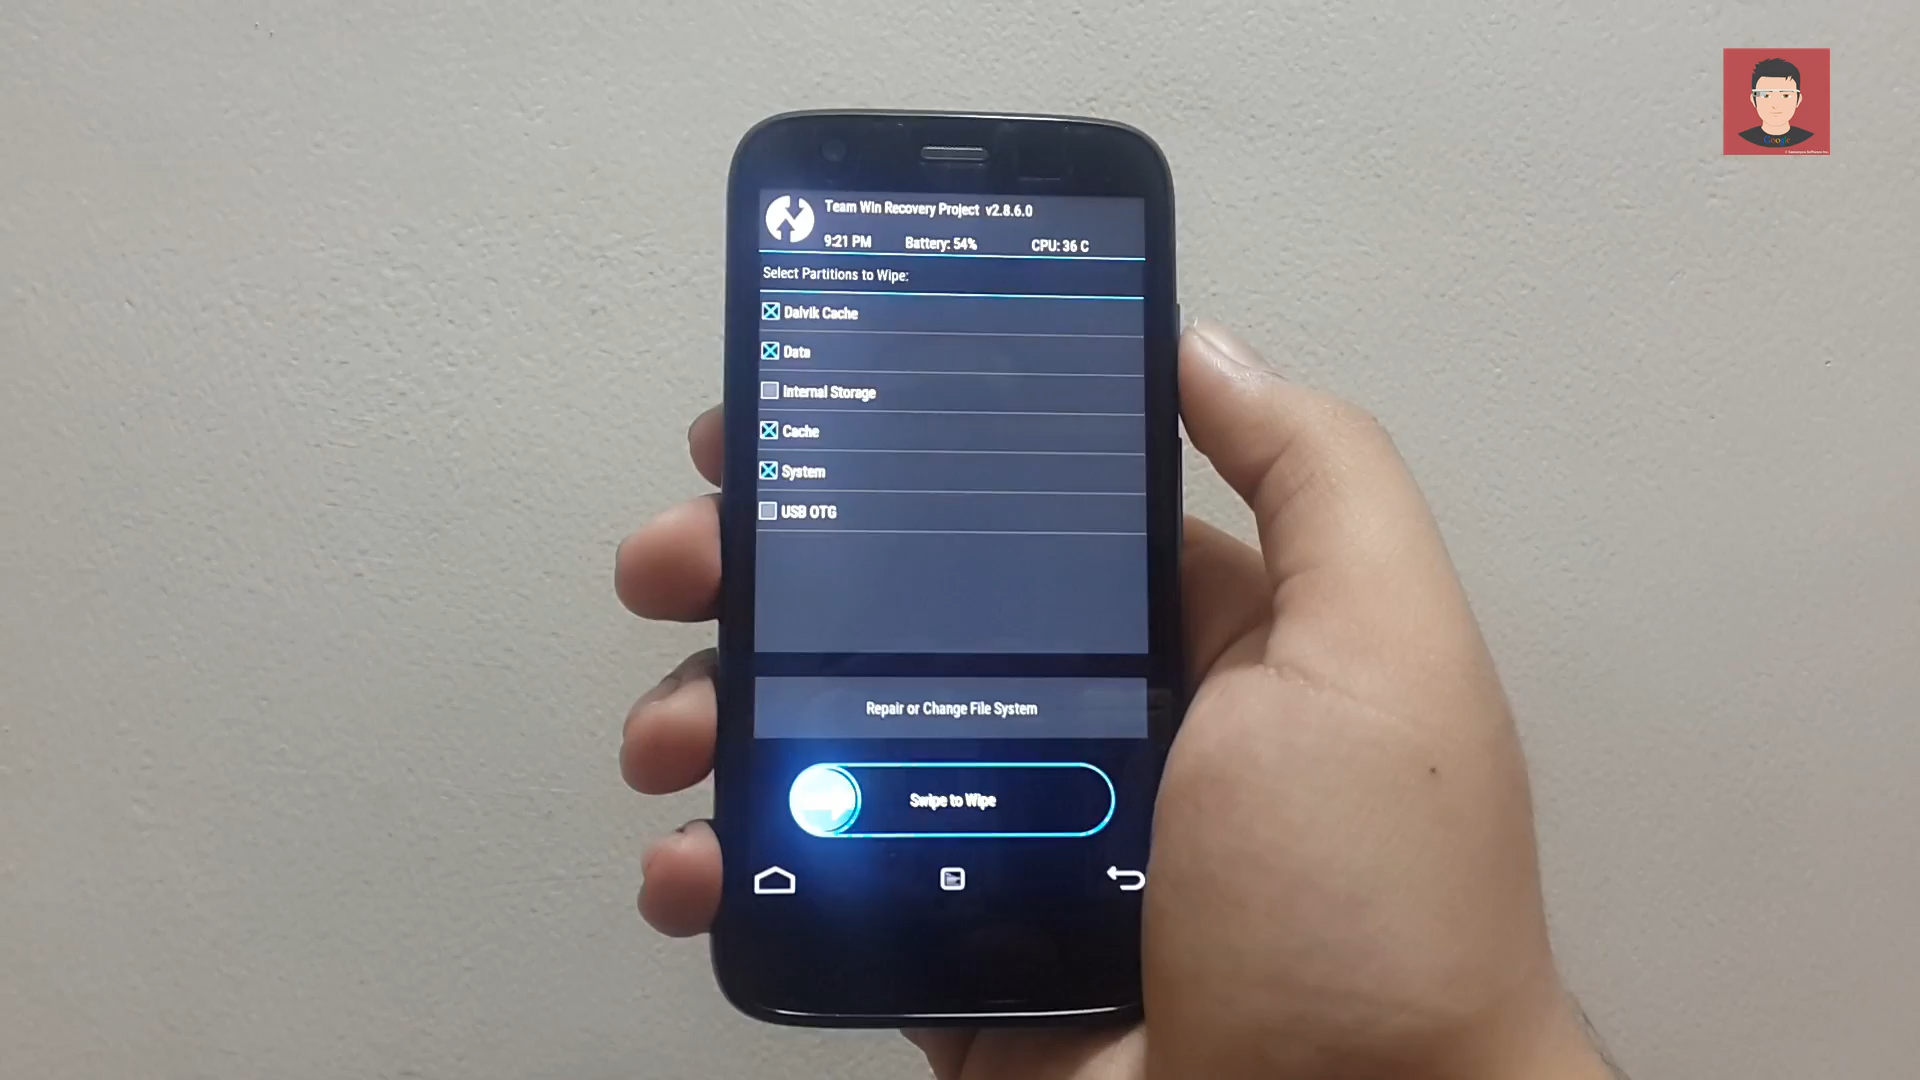 Team Win Recovery Project v2.8.6.0
9:21 PM Battery: 54% CPU: 36 C
Select Partitions to Wipe:
Dalvik Cache
Data
Internal Storage
Cache
System
USB OTG
Repair or Change File System
Swipe to Wipe
Google